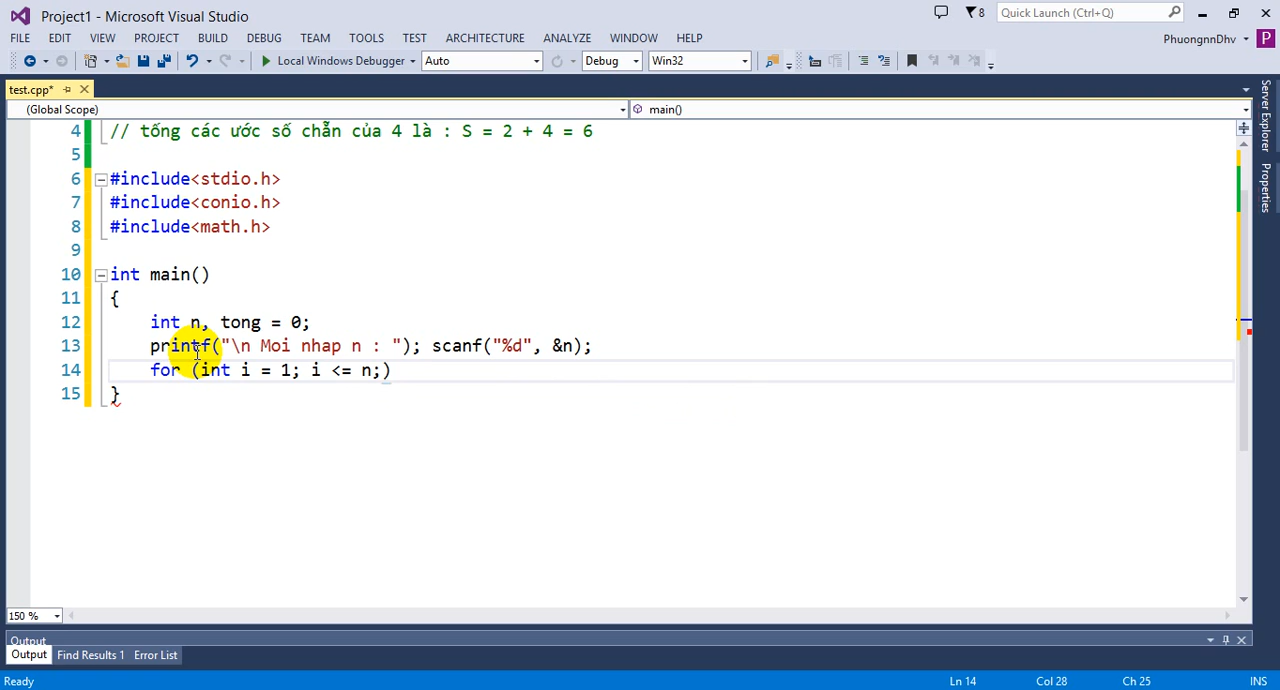 Project1 - Microsoft Visual Studio
8
Quick Launch (Ctrl+Q)
FILE EDIT VIEW PROJECT BUILD DEBUG TEAM TOOLS TEST ARCHITECTURE ANALYZE WINDOW HELP
PhuongnnDhv
P
Local Windows Debugger
Auto
Debug
Win32
test.cpp*
(Global Scope)
main()
4 // tổng các ước số chẵn của 4 là : S = 2 + 4 = 6
5
6 #include<stdio.h>
7 #include<conio.h>
8 #include<math.h>
9
10 int main()
11 {
12 int n, tong = 0;
13 printf("\n Moi nhap n : "); scanf("%d", &n);
14 for (int i = 1; i <= n;)
15 }
Server Explorer
Properties
150 %
Output
Output Find Results 1 Error List
Ready
Ln 14 Col 28 Ch 25 INS